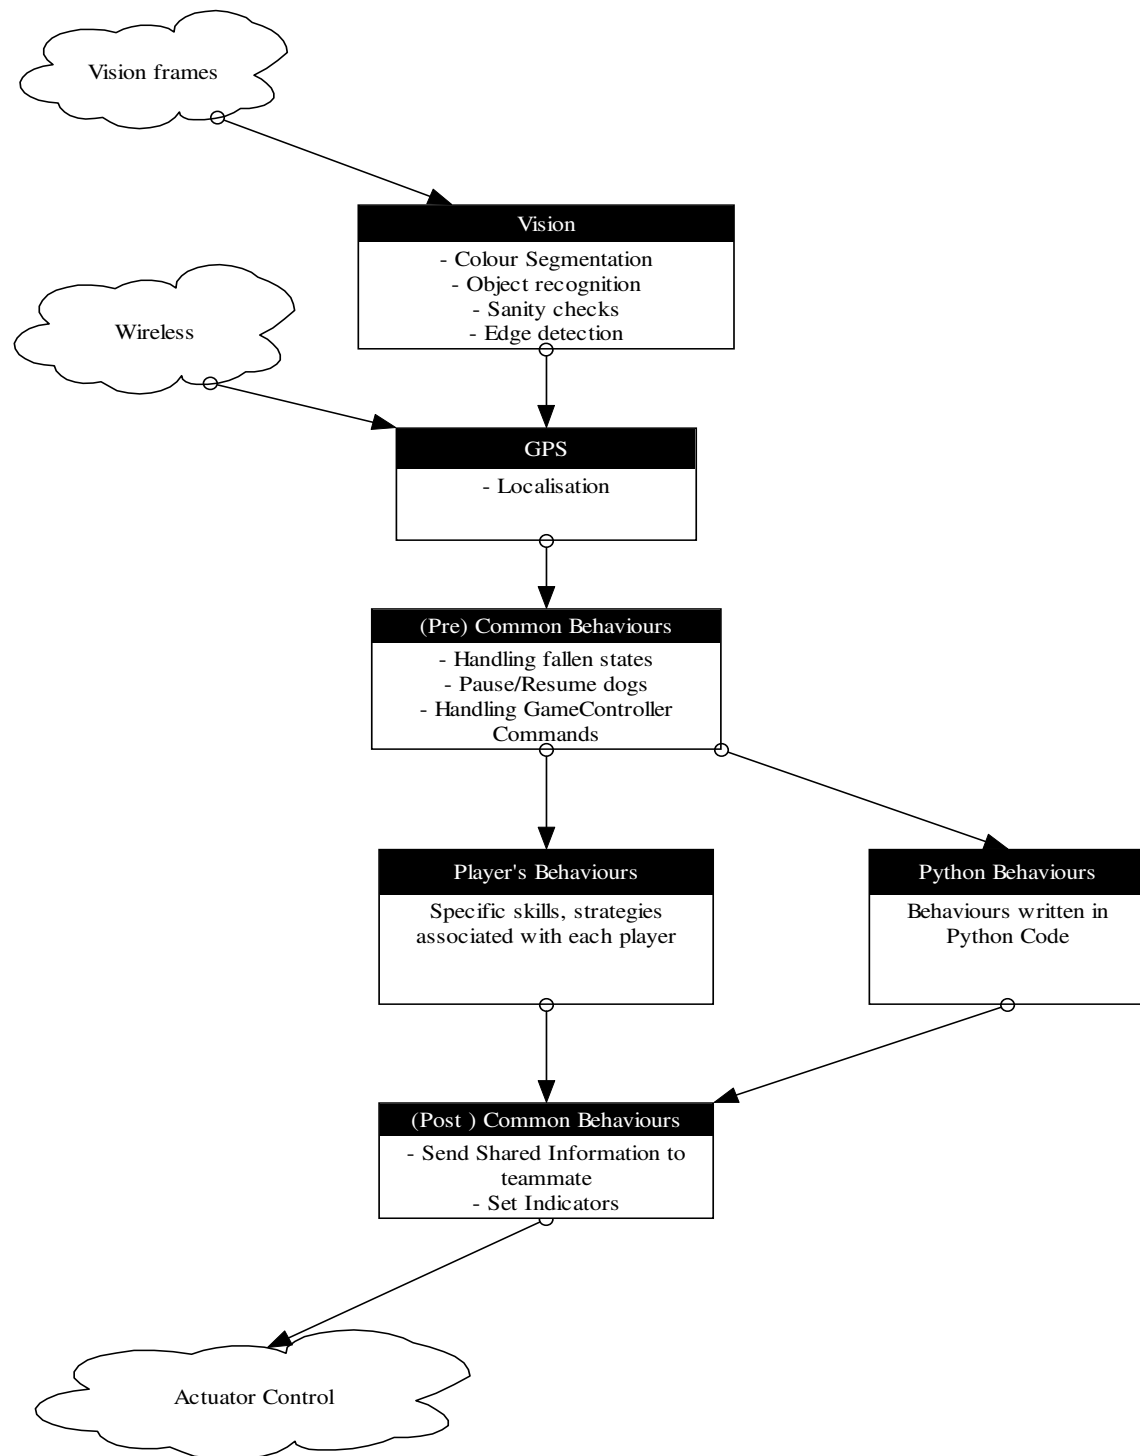 Vision frames
Vision
- Colour Segmentation
- Object recognition
- Sanity checks
- Edge detection
Wireless
GPS
- Localisation
(Pre) Common Behaviours
- Handling fallen states
- Pause/Resume dogs
- Handling GameController
Commands
Player's Behaviours
Specific skills, strategies
associated with each player
Python Behaviours
Behaviours written in
Python Code
(Post ) Common Behaviours
- Send Shared Information to
teammate
- Set Indicators
Actuator Control